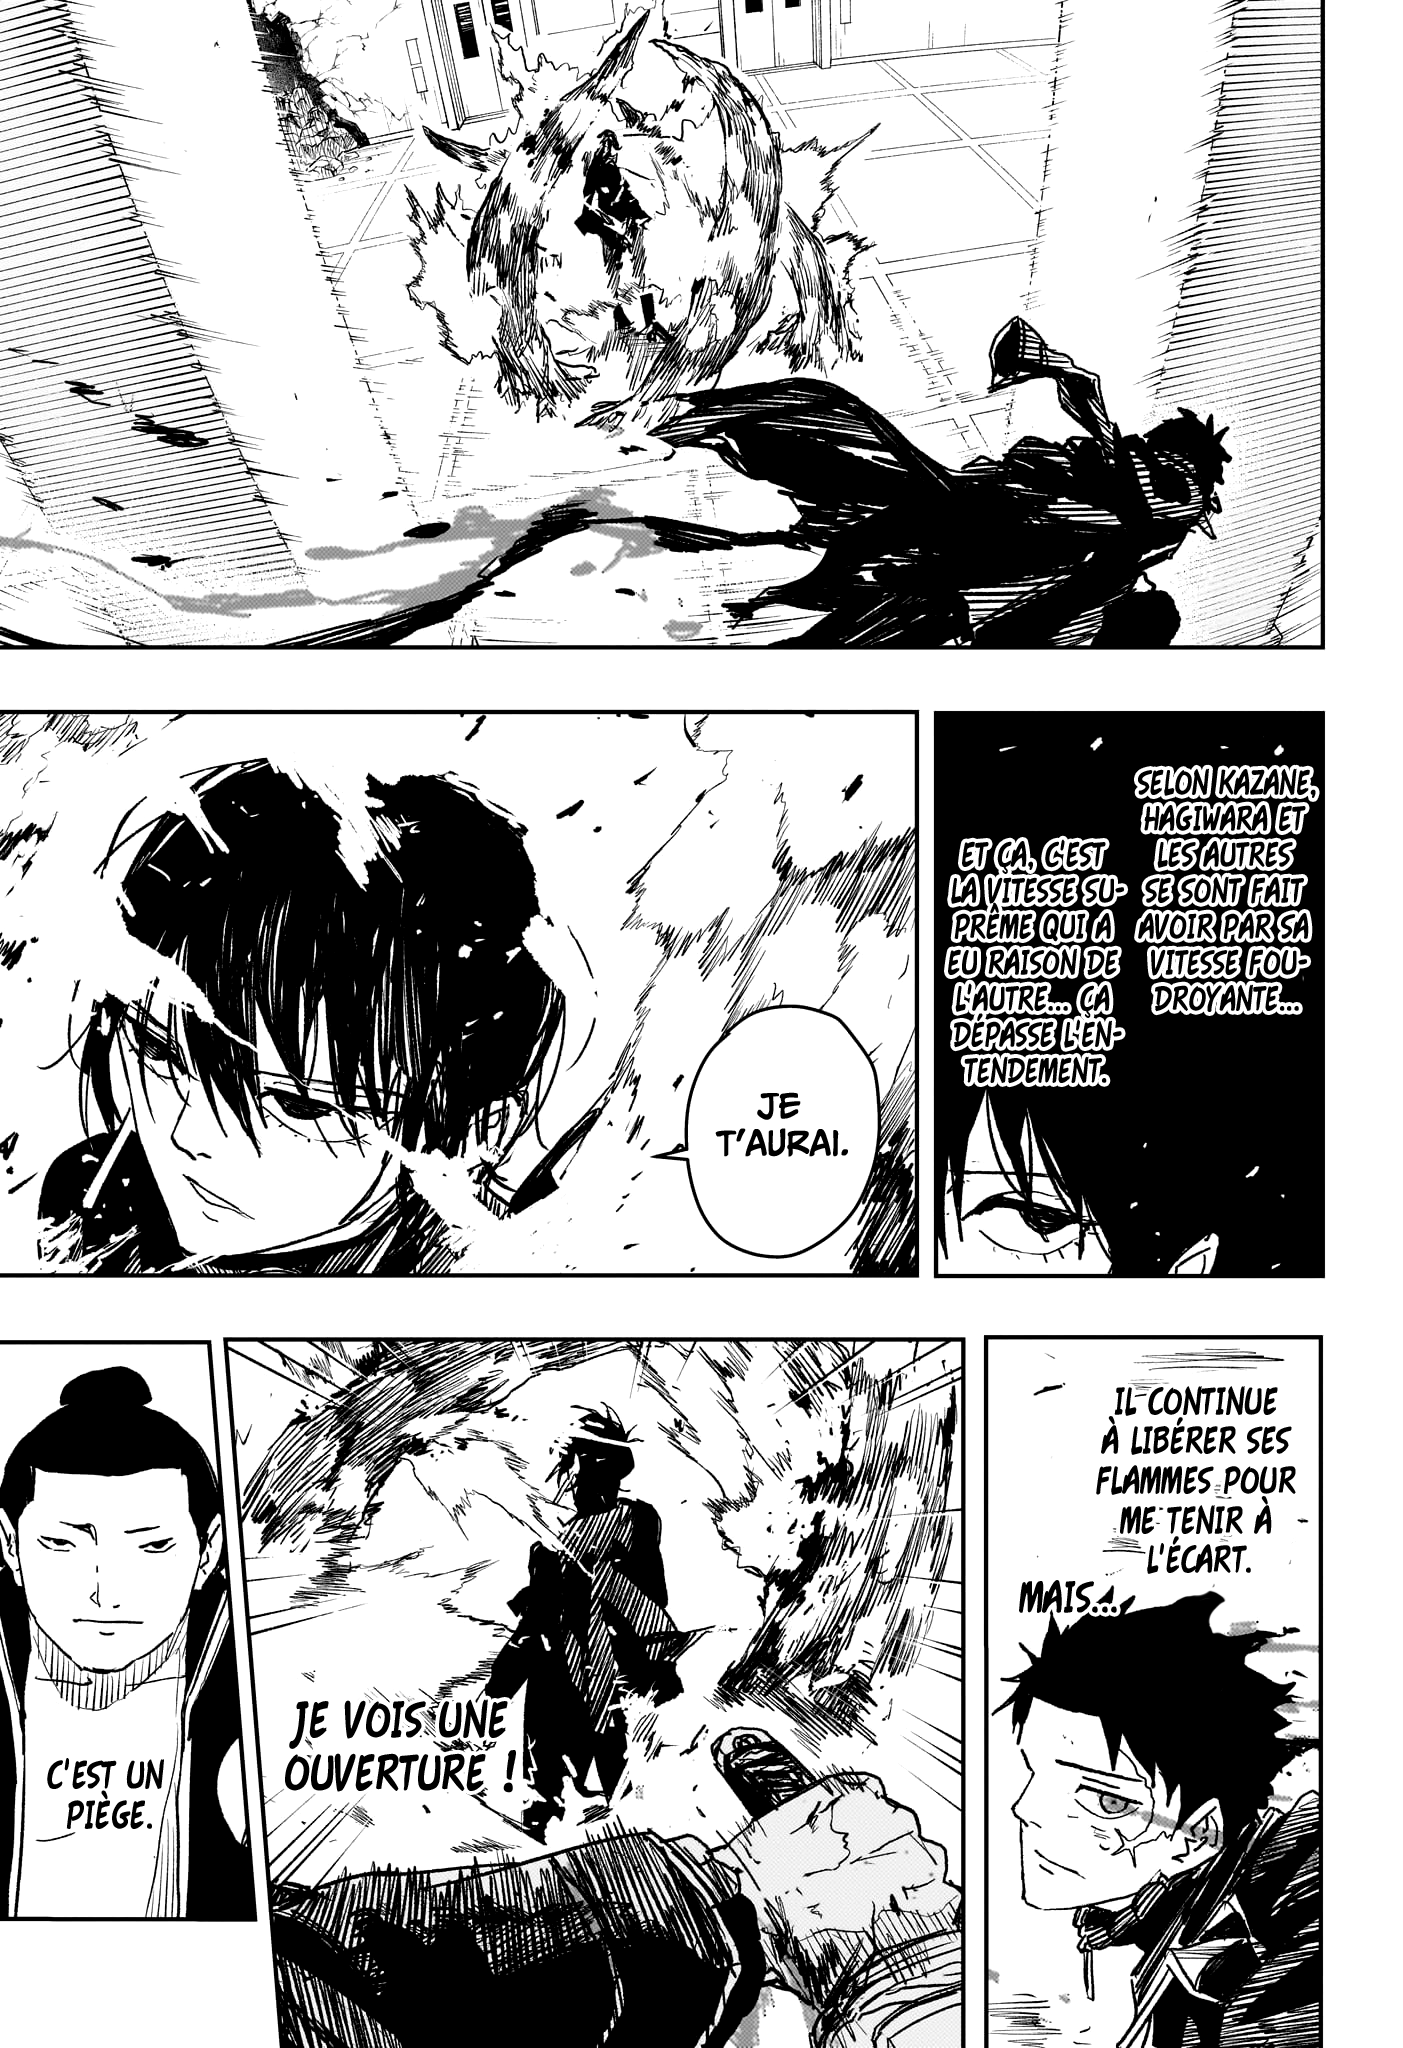 SELON KAZANE,
HAGIWARA ET
LES AUTRES
SE SONT FAIT
AVOIR PAR SA
VITESSE FOU-
DROYANTE...
ET ÇA, C'EST
LA VITESSE SU-
PRÊME QUI A
EU RAISON DE
L'AUTRE... ÇA
DÉPASSE L'EN-
TENDEMENT.
JE
T'AURAI.
IL CONTINUE
À LIBÉRER SES
FLAMMES POUR
ME TENIR À
L'ÉCART.
MAIS...
JE VOIS UNE
OUVERTURE !
C'EST UN
PIÈGE.